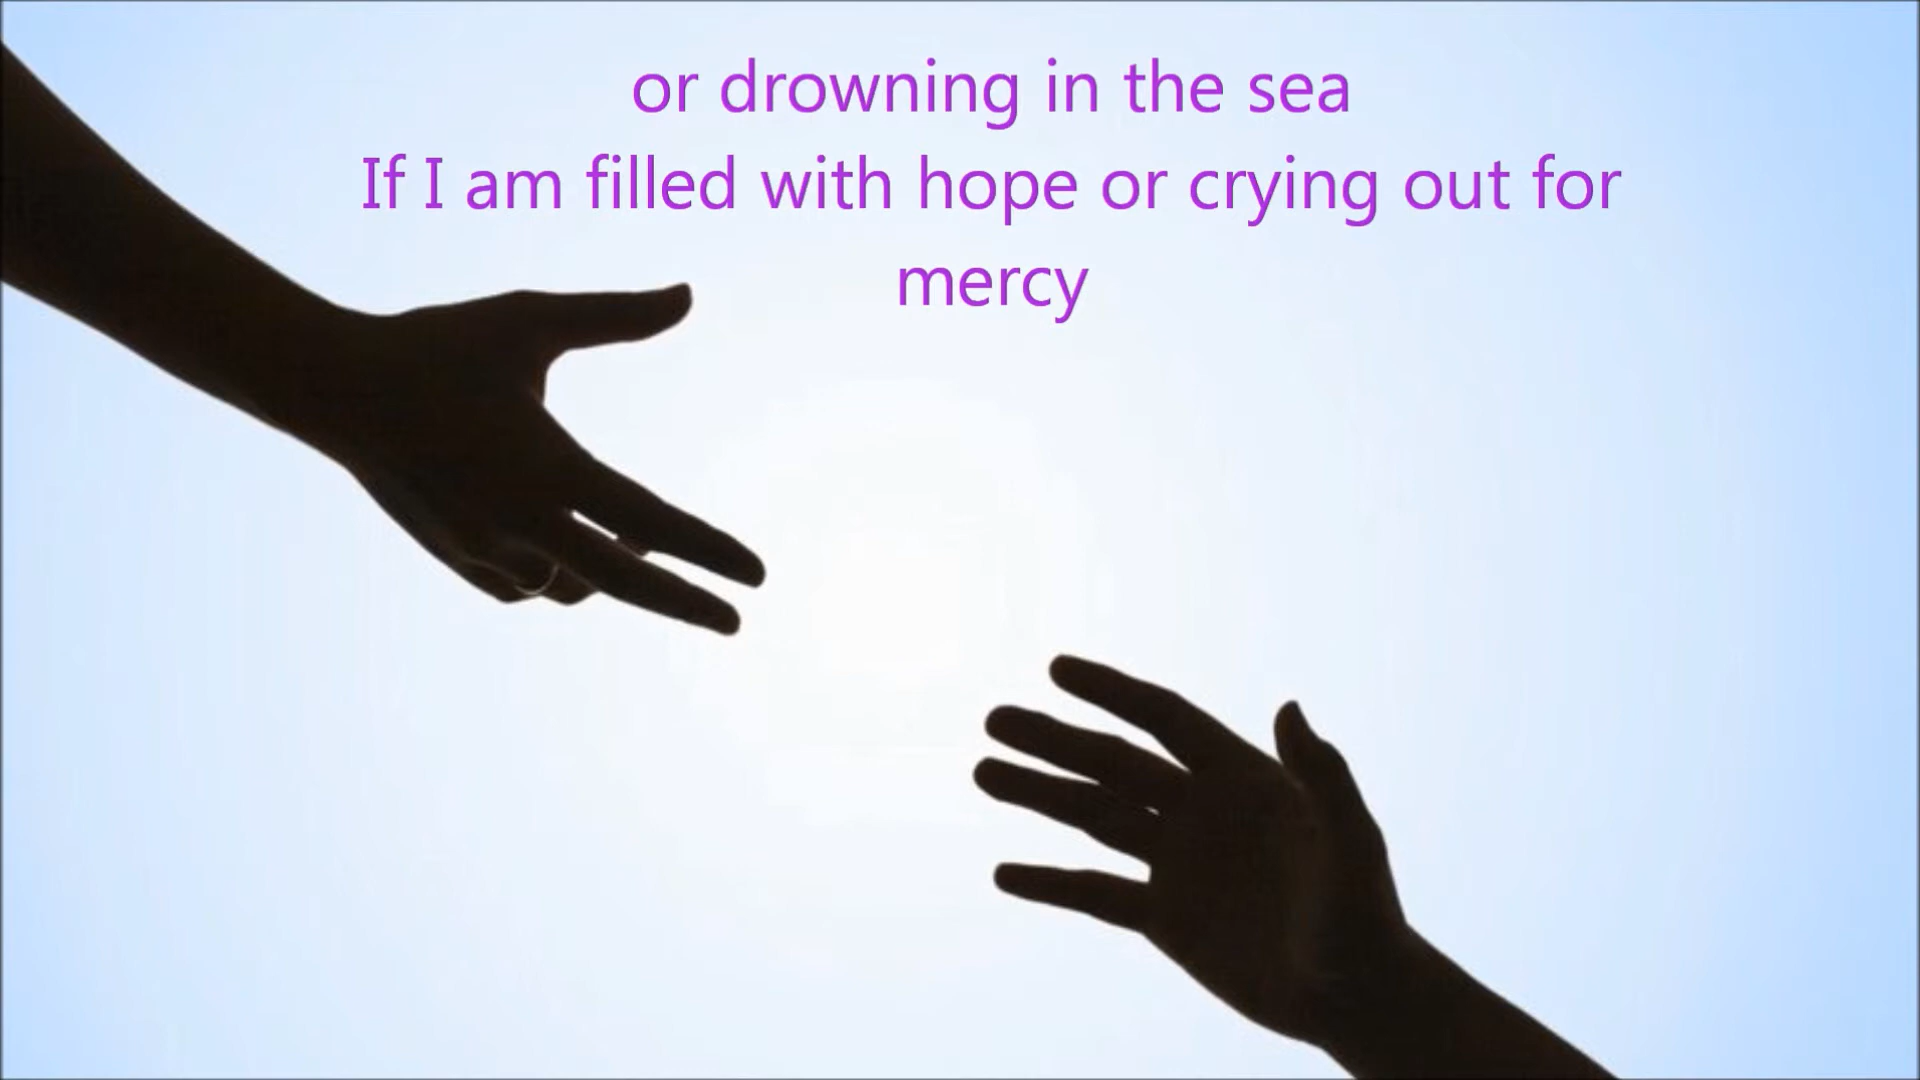 or drowning in the sea
If I am filled with hope or crying out for
mercy